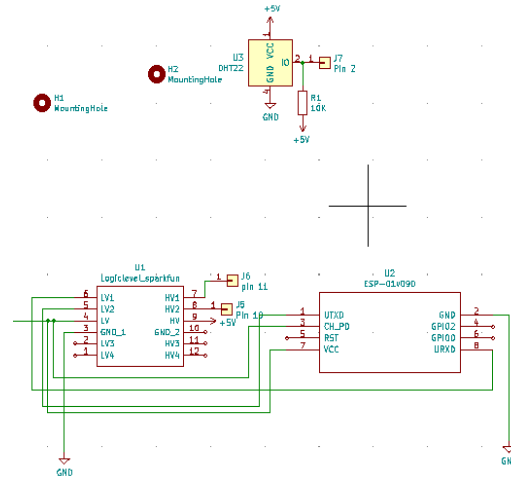 +5V
U3
DHT22
1
VCC
GND
4
IO
2
1
J7
Pin 2
GND
R1
10K
+5V
H2
MountingHole
H1
MountingHole
U1
Logiclevel_sparkfun
6 LV1 HV1 7
5 LV2 HV2 8
4 LV HV 9
3 GND_1 GND_2 10
2 LV3 HV3 11
1 LV4 HV4 12
1
J6
pin 11
1
J5
Pin 10
+5V
GND
U2
ESP-01v090
1 UTXD GND 2
3 CH_PD GPIO2 4
5 RST GPIO0 6
7 VCC URXD 8